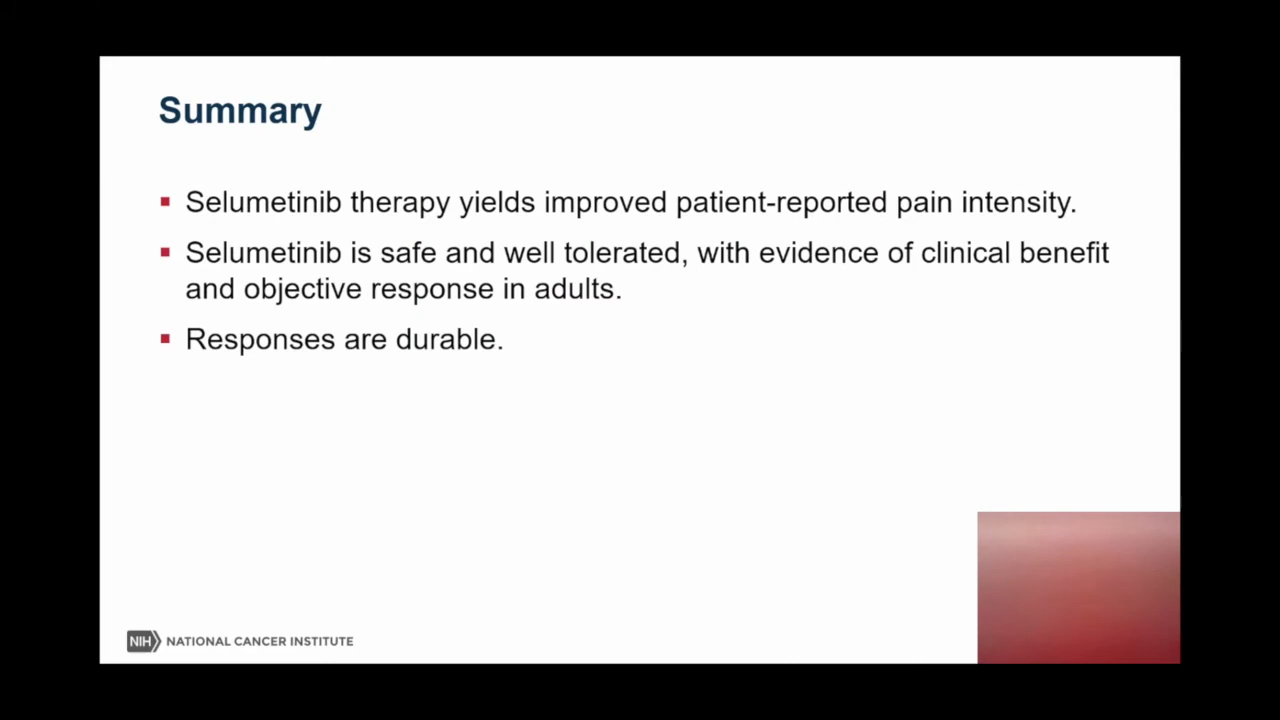 Summary
Selumetinib therapy yields improved patient-reported pain intensity.
Selumetinib is safe and well tolerated, with evidence of clinical benefit
and objective response in adults.
Responses are durable.
NIH NATIONAL CANCER INSTITUTE